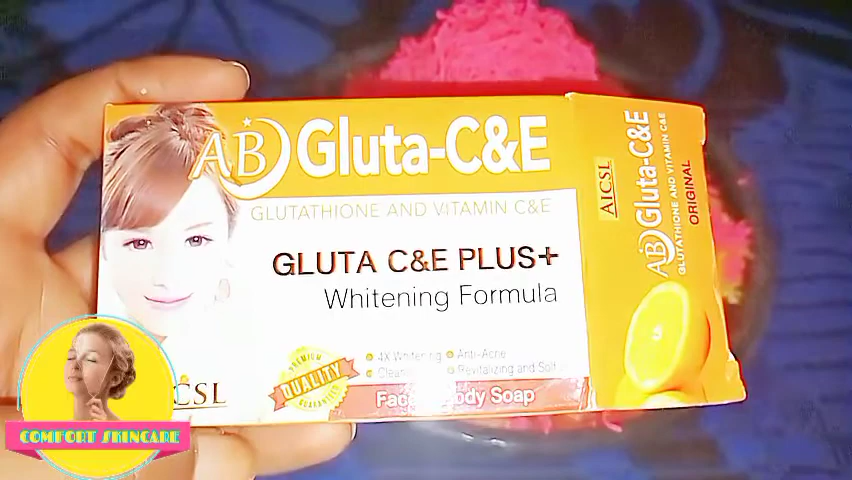 AB Gluta-C&E
GLUTATHIONE AND VITAMIN C&E
GLUTA C&E PLUS+
Whitening Formula
PREMIUM
QUALITY
GUARANTEED
4X Whitening
Anti-Acne
Revitalizing and
Body Soap
AICSL
AB Gluta-C&E
GLUTATHIONE AND VITAMIN C&E
ORIGINAL
COMFORT SKINCARE